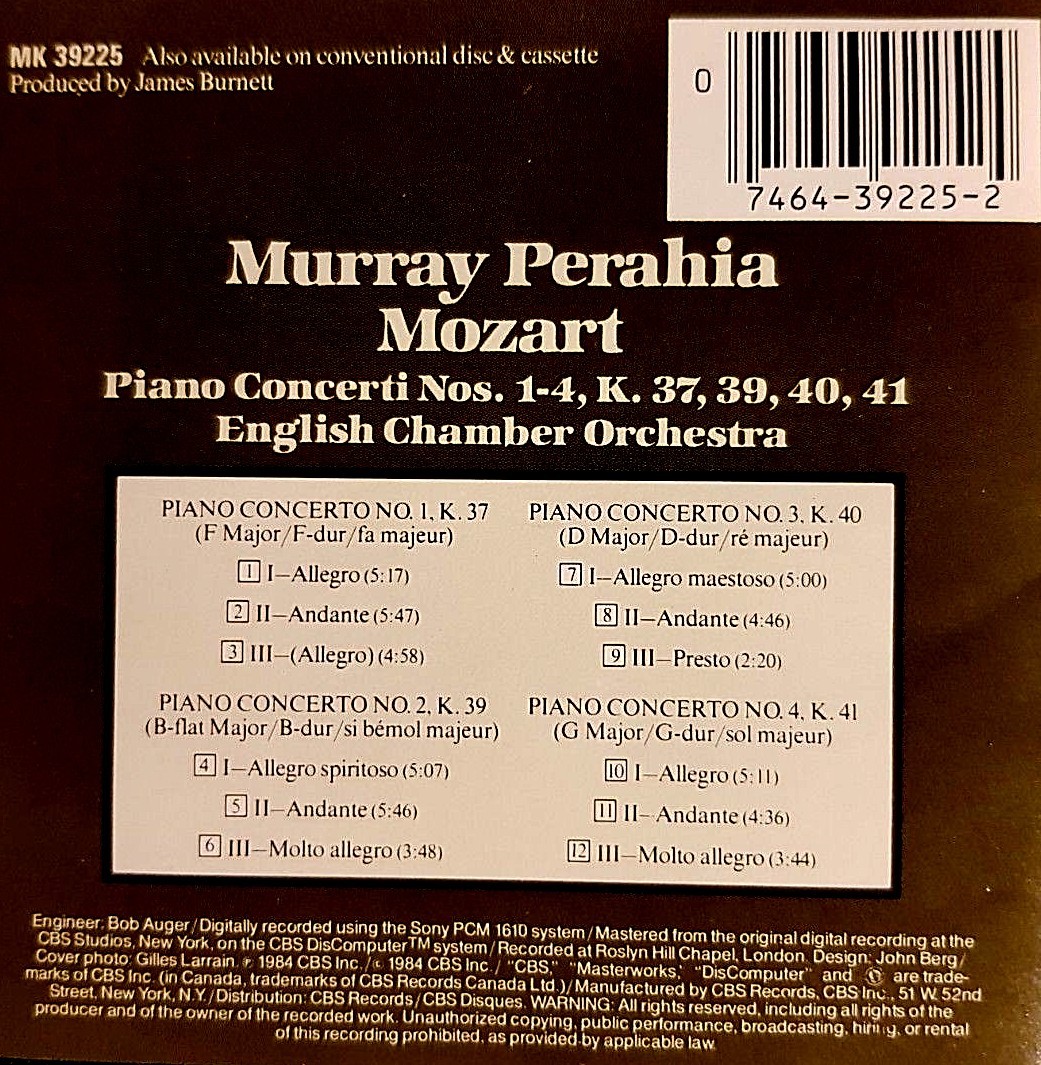 MK 39225 Also available on conventional disc & cassette
Produced by James Burnett
0
7464-39225-2
Murray Perahia
Mozart
Piano Concerti Nos. 1-4, K. 37, 39, 40, 41
English Chamber Orchestra
PIANO CONCERTO NO. 1, K. 37
(F Major/F-dur/fa majeur)
1 I—Allegro (5:17)
2 II—Andante (5:47)
3 III—(Allegro) (4:58)
PIANO CONCERTO NO. 2, K. 39
(B-flat Major/B-dur/si bémol majeur)
4 I—Allegro spiritoso (5:07)
5 II—Andante (5:46)
6 III—Molto allegro (3:48)
PIANO CONCERTO NO. 3, K. 40
(D Major/D-dur/ré majeur)
7 I—Allegro maestoso (5:00)
8 II—Andante (4:46)
9 III—Presto (2:20)
PIANO CONCERTO NO. 4, K. 41
(G Major/G-dur/sol majeur)
10 I—Allegro (5:11)
11 II—Andante (4:36)
12 III—Molto allegro (3:44)
Engineer: Bob Auger/Digitally recorded using the Sony PCM 1610 system/Mastered from the original digital recording at the
CBS Studios, New York, on the CBS DisComputer™ system/Recorded at Roslyn Hill Chapel, London. Design: John Berg/
Cover photo: Gilles Larrain. ℗ 1984 CBS Inc./© 1984 CBS Inc./ "CBS," "Masterworks," "DisComputer" and are trade-
marks of CBS Inc. (in Canada, trademarks of CBS Records Canada Ltd.)/Manufactured by CBS Records, CBS Inc., 51 W. 52nd
Street, New York, N.Y./Distribution: CBS Records/CBS Disques. WARNING: All rights reserved, including all rights of the
producer and of the owner of the recorded work. Unauthorized copying, public performance, broadcasting, hiring, or rental
of this recording prohibited, as provided by applicable law.